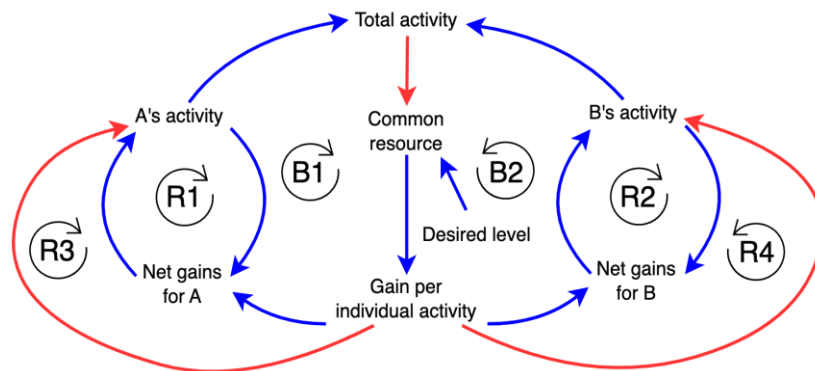 Total activity
A's activity
B's activity
Common
resource
B1
B2
R1
R2
Desired level
R3
R4
Net gains
for A
Net gains
for B
Gain per
individual activity